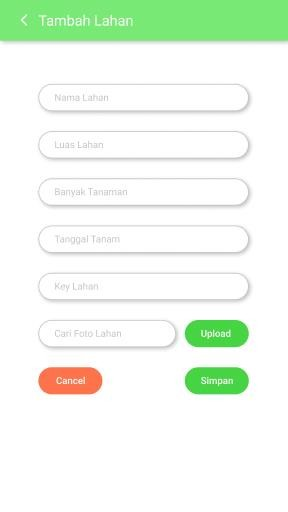 Tambah Lahan
Nama Lahan
Luas Lahan
Banyak Tanaman
Tanggal Tanam
Key Lahan
Cari Foto Lahan
Upload
Cancel
Simpan